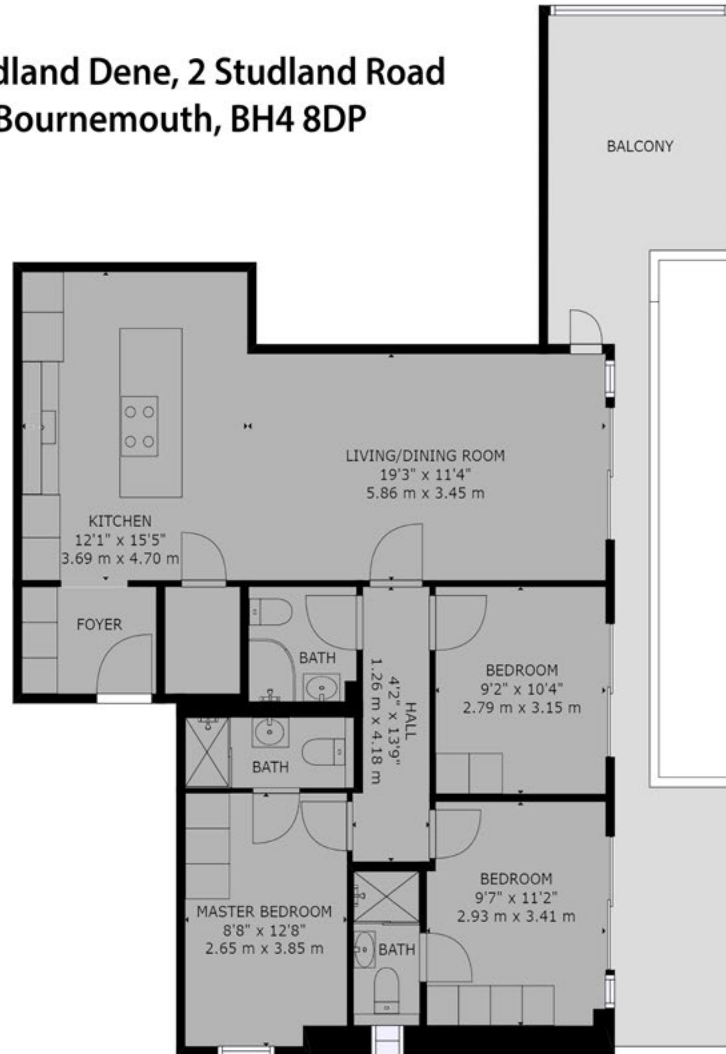 dland Dene, 2 Studland Road
Bournemouth, BH4 8DP
BALCONY
LIVING/DINING ROOM
19'3" x 11'4"
5.86 m x 3.45 m
KITCHEN
12'1" x 15'5"
3.69 m x 4.70 m
FOYER
BATH
HALL
4'2" x 13'9"
1.26 m x 4.18 m
BEDROOM
9'2" x 10'4"
2.79 m x 3.15 m
BATH
MASTER BEDROOM
8'8" x 12'8"
2.65 m x 3.85 m
BATH
BEDROOM
9'7" x 11'2"
2.93 m x 3.41 m